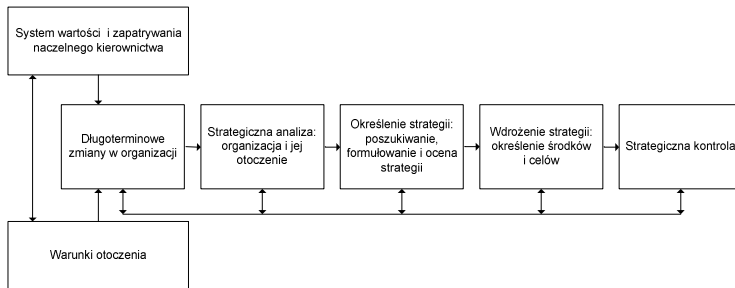 System wartości i zapatrywania
naczelnego kierownictwa
Długoterminowe
zmiany w organizacji
Strategiczna analiza:
organizacja i jej
otoczenie
Określenie strategii:
poszukiwanie,
formułowanie i ocena
strategii
Wdrożenie strategii:
określenie środków
i celów
Strategiczna kontrola
Warunki otoczenia